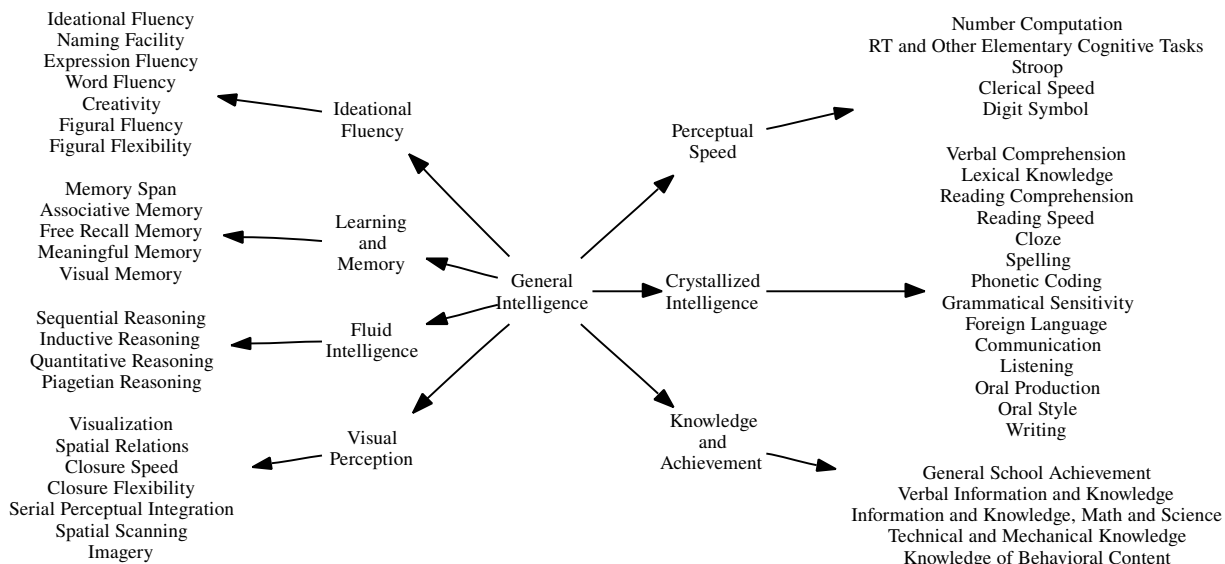 Ideational Fluency
Naming Facility
Expression Fluency
Word Fluency
Creativity
Figural Fluency
Figural Flexibility
Ideational
Fluency
Memory Span
Associative Memory
Free Recall Memory
Meaningful Memory
Visual Memory
Learning
and
Memory
Sequential Reasoning
Inductive Reasoning
Quantitative Reasoning
Piagetian Reasoning
Fluid
Intelligence
Visualization
Spatial Relations
Closure Speed
Closure Flexibility
Serial Perceptual Integration
Spatial Scanning
Imagery
Visual
Perception
General
Intelligence
Perceptual
Speed
Number Computation
RT and Other Elementary Cognitive Tasks
Stroop
Clerical Speed
Digit Symbol
Crystallized
Intelligence
Verbal Comprehension
Lexical Knowledge
Reading Comprehension
Reading Speed
Cloze
Spelling
Phonetic Coding
Grammatical Sensitivity
Foreign Language
Communication
Listening
Oral Production
Oral Style
Writing
Knowledge
and
Achievement
General School Achievement
Verbal Information and Knowledge
Information and Knowledge, Math and Science
Technical and Mechanical Knowledge
Knowledge of Behavioral Content